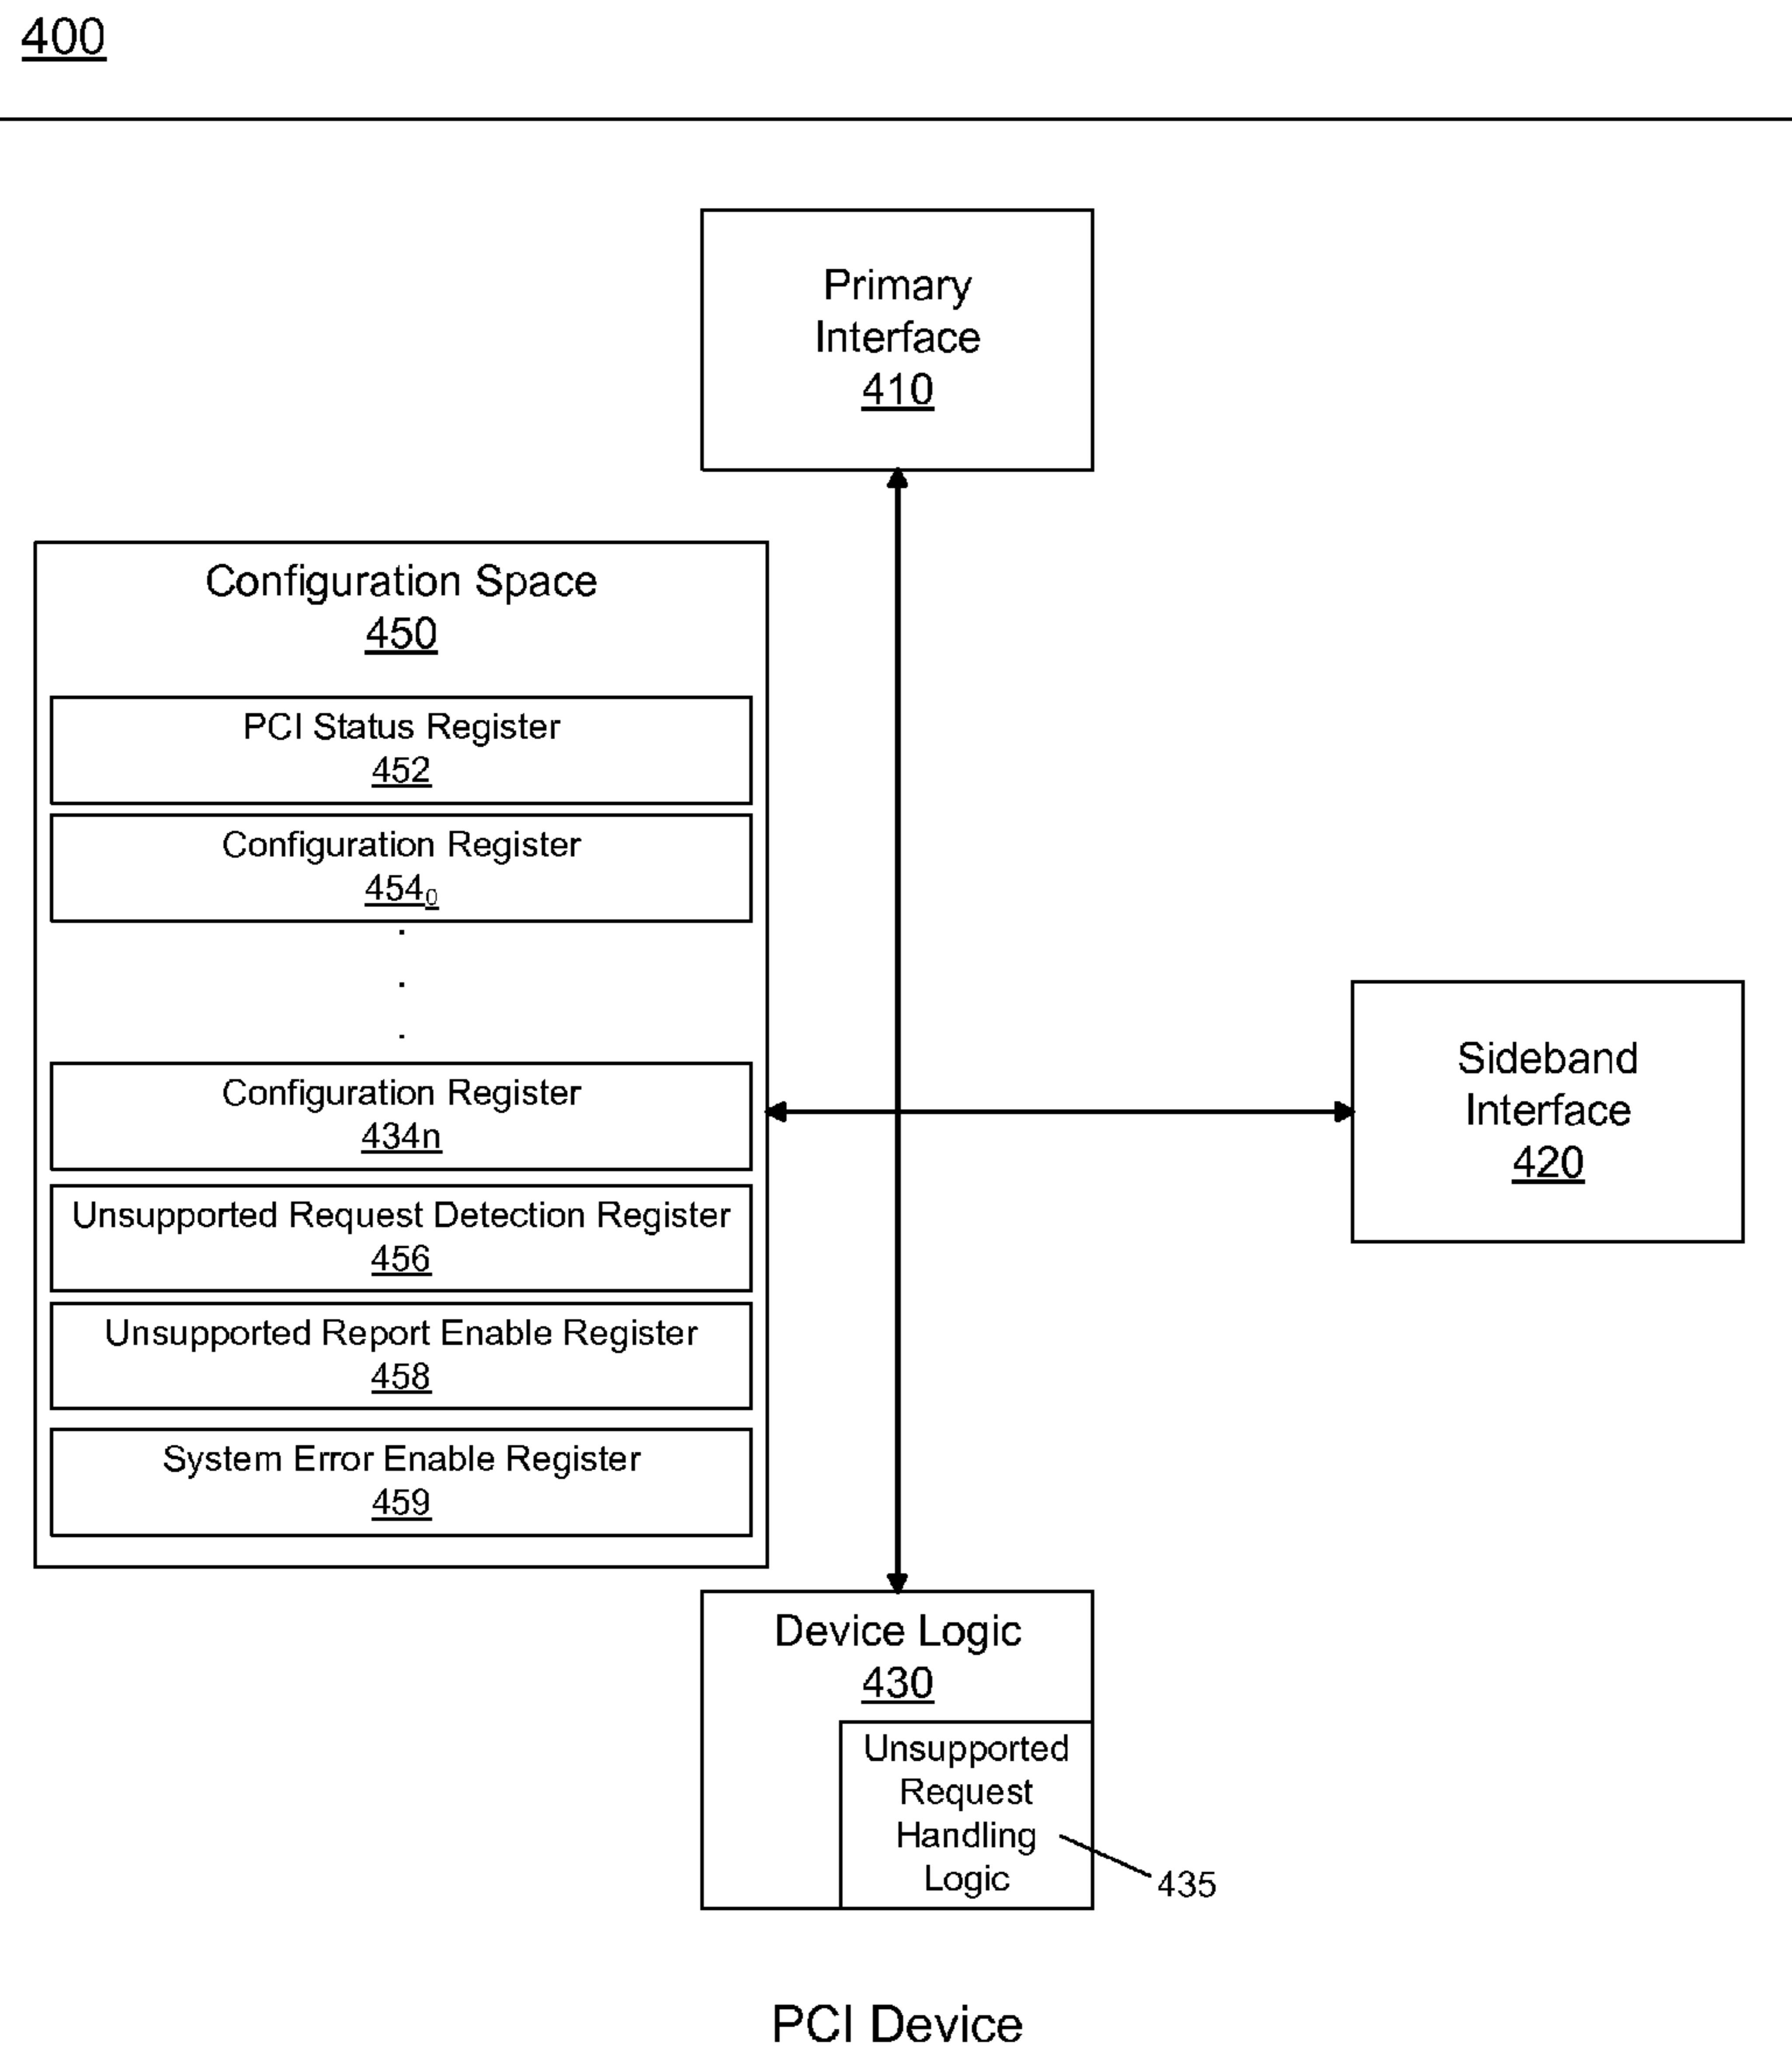 400
Primary
Interface
410
Configuration Space
450
PCI Status Register
452
Configuration Register
454₀
.
.
.
Configuration Register
434n
Unsupported Request Detection Register
456
Unsupported Report Enable Register
458
System Error Enable Register
459
Sideband
Interface
420
Device Logic
430
Unsupported
Request
Handling
Logic
435
PCI Device